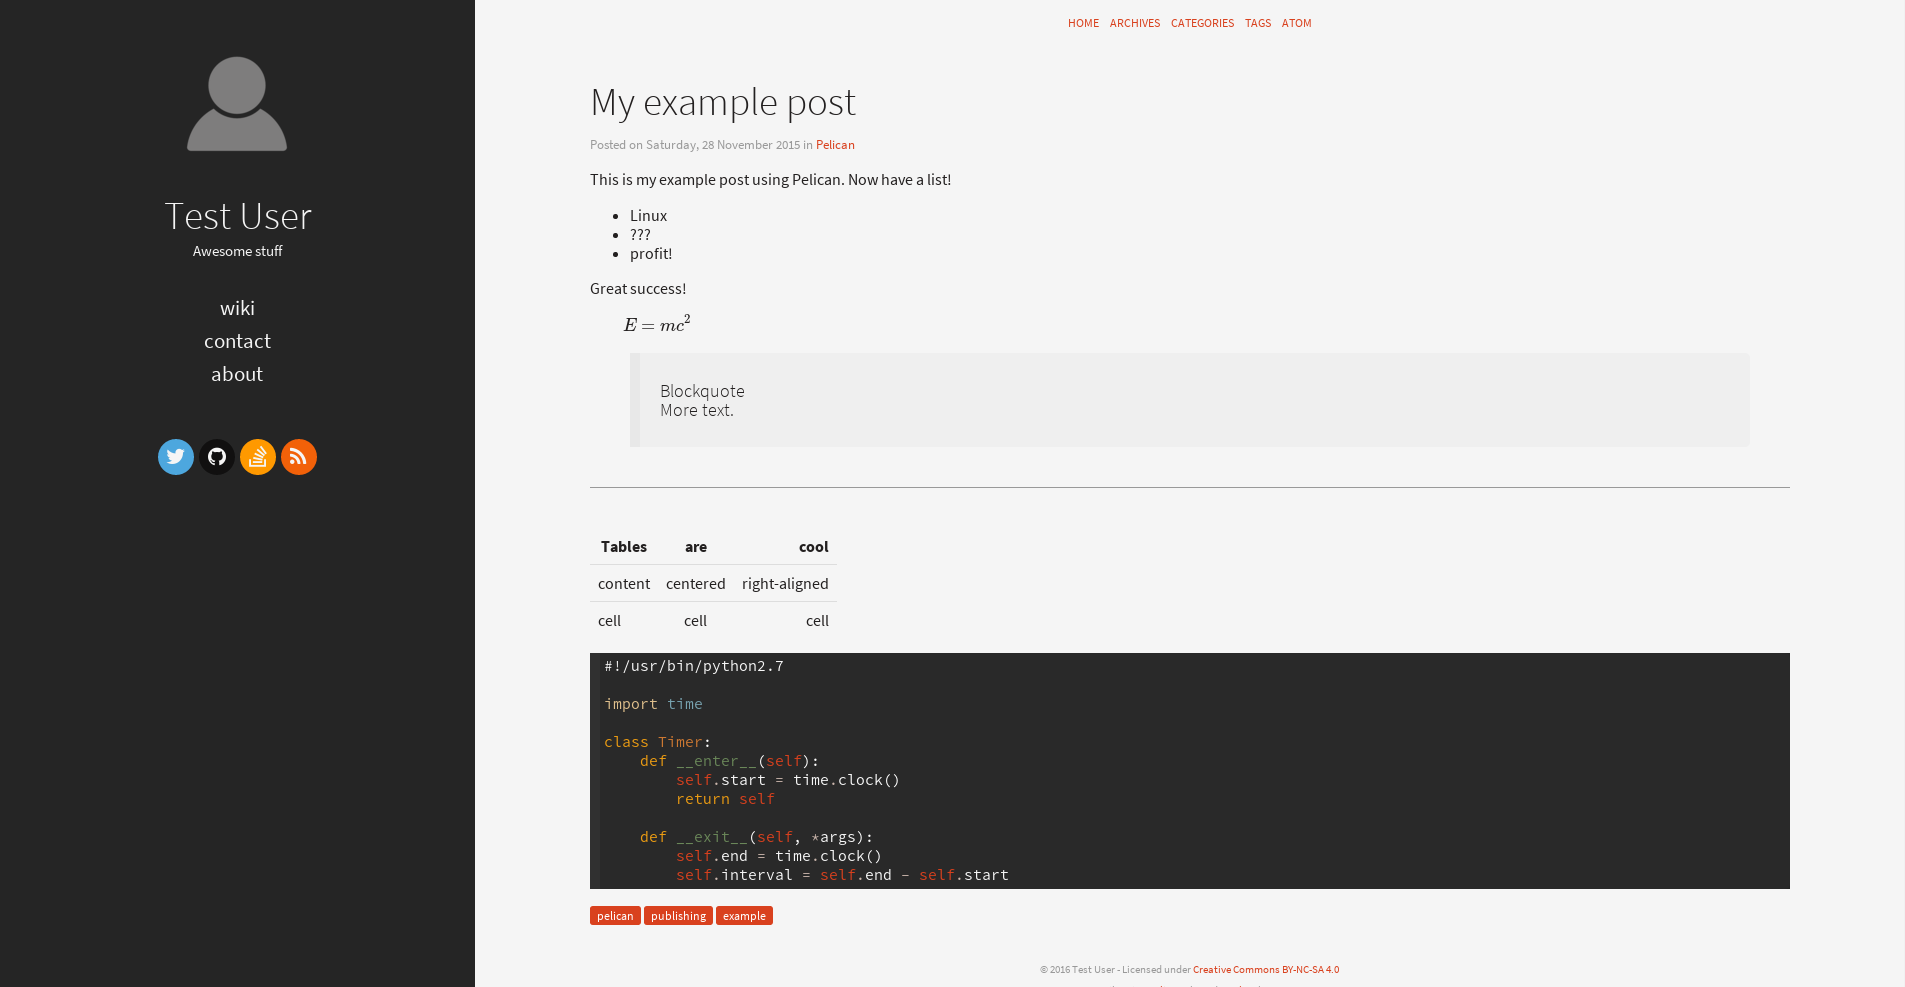 Test User
Awesome stuff
wiki
contact
about
HOME ARCHIVES CATEGORIES TAGS ATOM
My example post
Posted on Saturday, 28 November 2015 in Pelican
This is my example post using Pelican. Now have a list!
• Linux
• ???
• profit!
Great success!
E = mc²
Blockquote
More text.
Tables are cool
content centered right-aligned
cell cell cell
#!/usr/bin/python2.7
import time
class Timer:
    def __enter__(self):
        self.start = time.clock()
        return self
    def __exit__(self, *args):
        self.end = time.clock()
        self.interval = self.end - self.start
pelican publishing example
© 2016 Test User - Licensed under Creative Commons BY-NC-SA 4.0